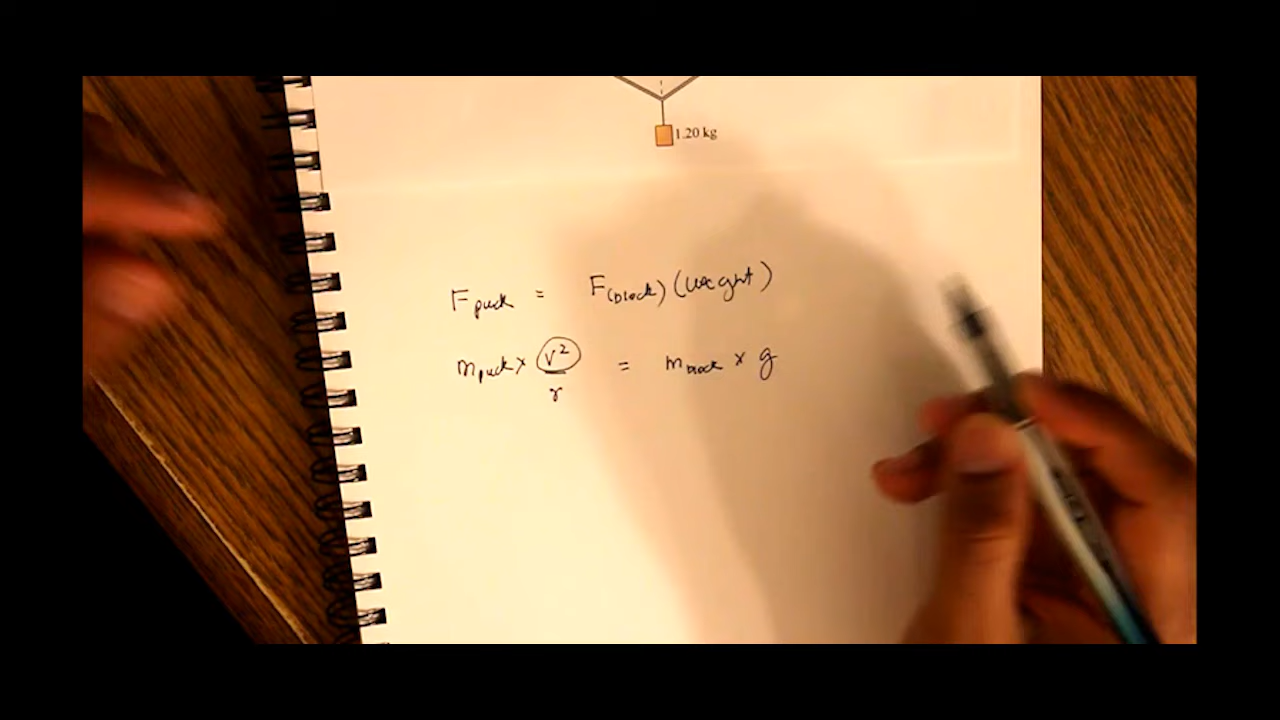 1.20 kg
F puck = F(block) (weight)
m puck × v² / r = m block × g